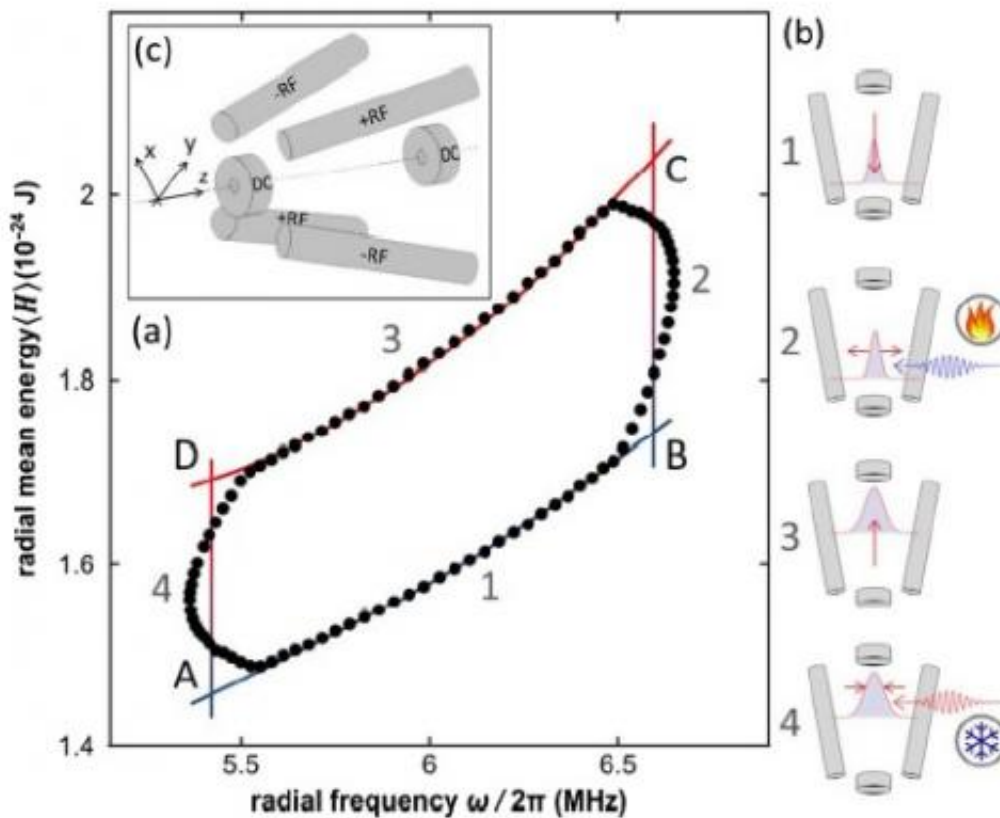 (c)
-RF
+RF
x
y
z
DC
DC
+RF
-RF
(a)
radial mean energy⟨H⟩(10⁻²⁴ J)
2
1.8
1.6
1.4
5.5
6
6.5
radial frequency ω / 2π (MHz)
A
B
C
D
1
2
3
4
(b)
1
2
3
4